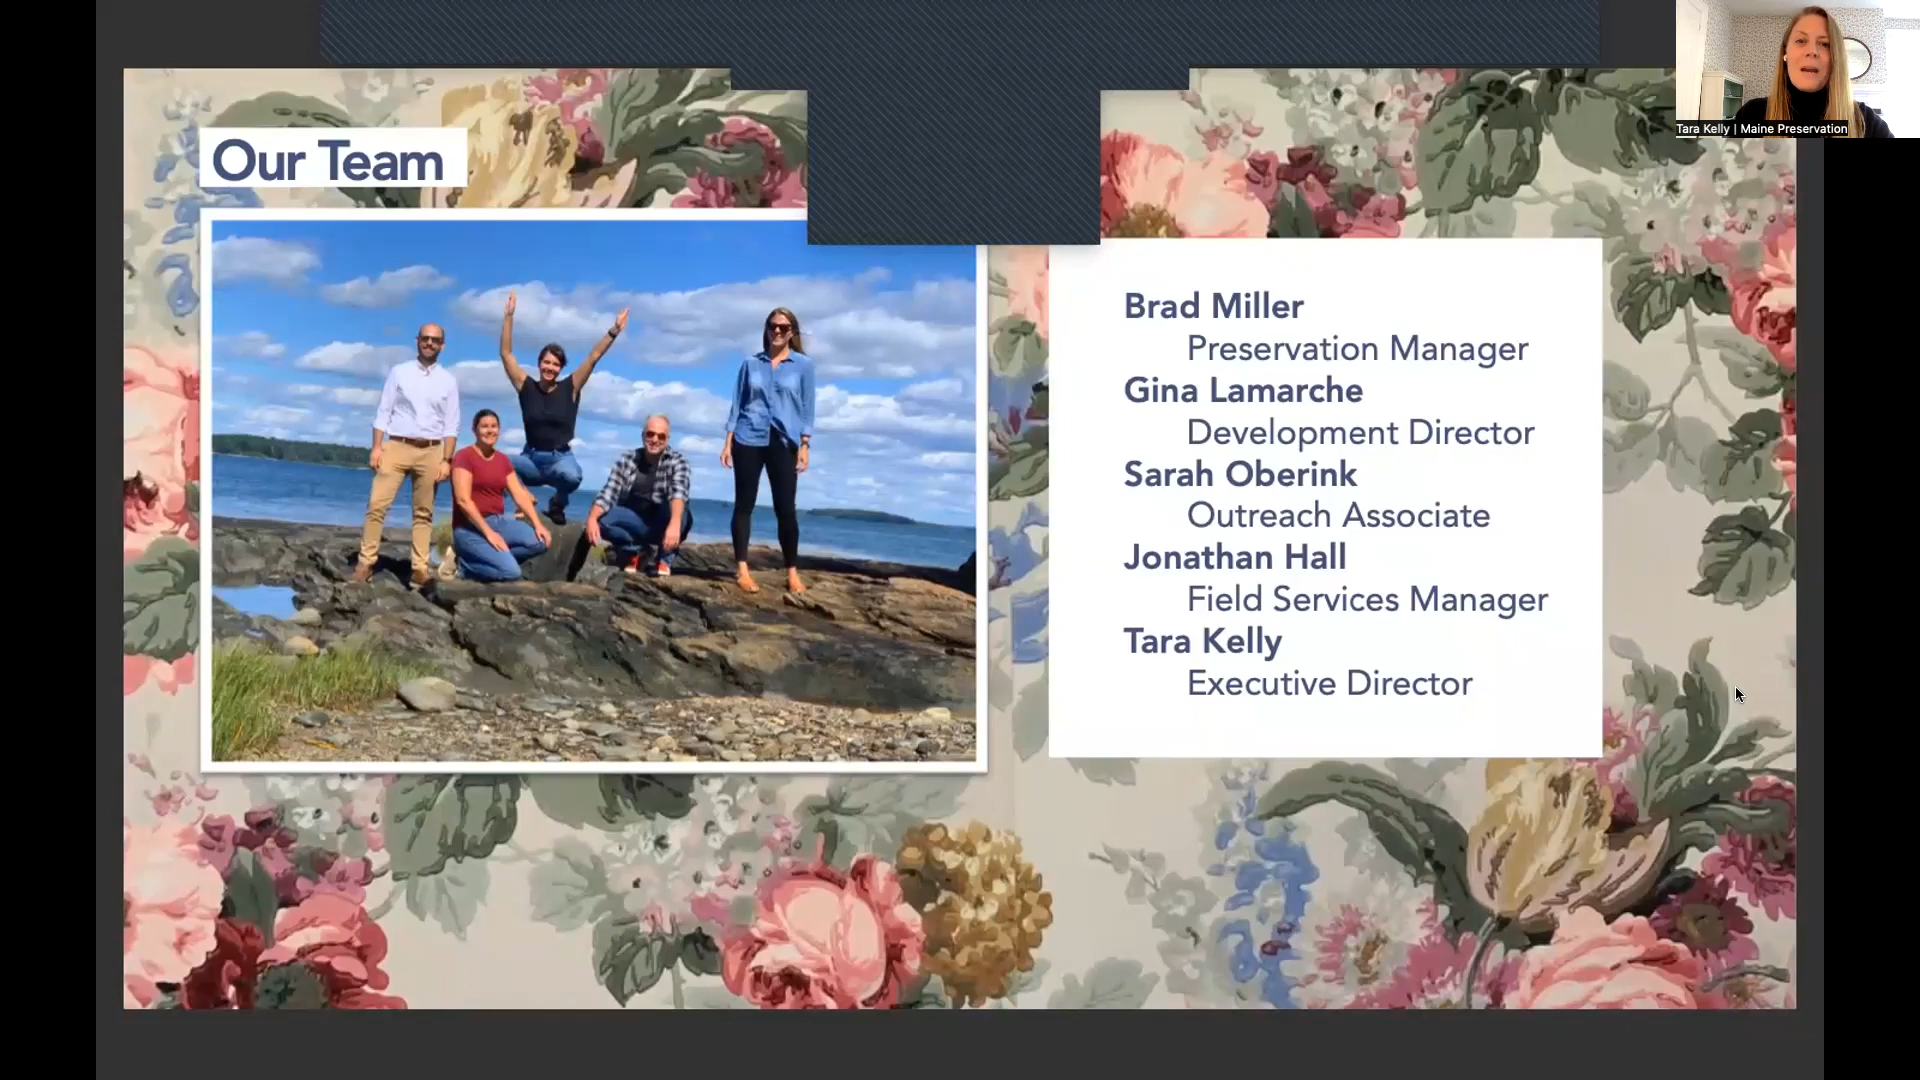 Our Team
Brad Miller
Preservation Manager
Gina Lamarche
Development Director
Sarah Oberink
Outreach Associate
Jonathan Hall
Field Services Manager
Tara Kelly
Executive Director
Tara Kelly | Maine Preservation